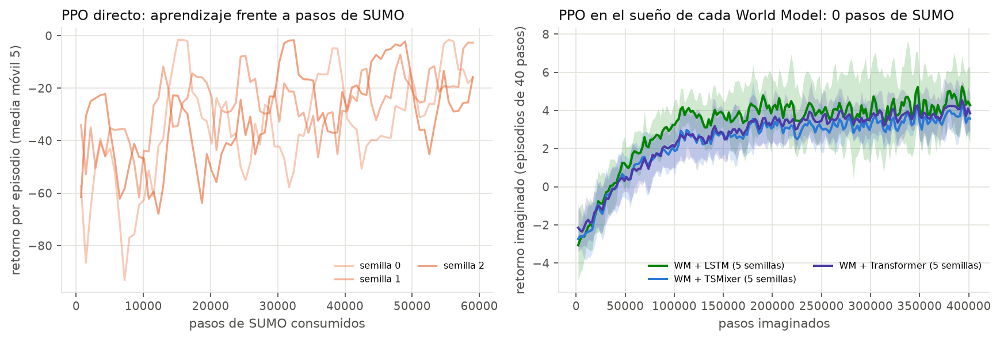 PPO directo: aprendizaje frente a pasos de SUMO
retorno por episodio (media móvil 5)
0
−20
−40
−60
−80
semilla 0
semilla 1
semilla 2
0
10000
20000
30000
40000
50000
60000
pasos de SUMO consumidos
PPO en el sueño de cada World Model: 0 pasos de SUMO
retorno imaginado (episodios de 40 pasos)
8
6
4
2
0
−2
−4
WM + LSTM (5 semillas)
WM + TSMixer (5 semillas)
WM + Transformer (5 semillas)
0
50000
100000
150000
200000
250000
300000
350000
400000
pasos imaginados